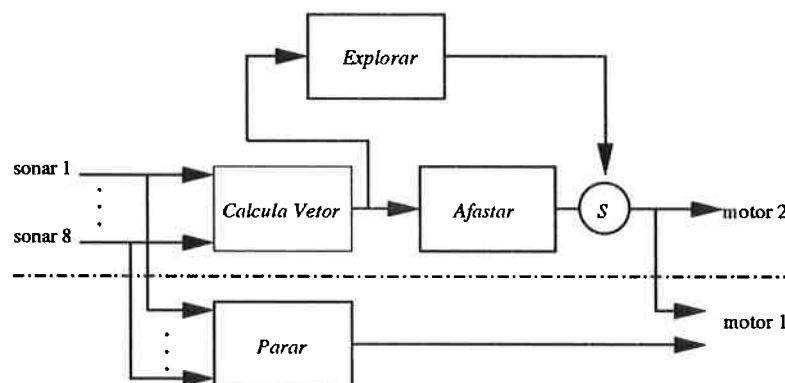 Explorar
sonar 1
Calcula Vetor
Afastar
S
motor 2
sonar 8
motor 1
Parar